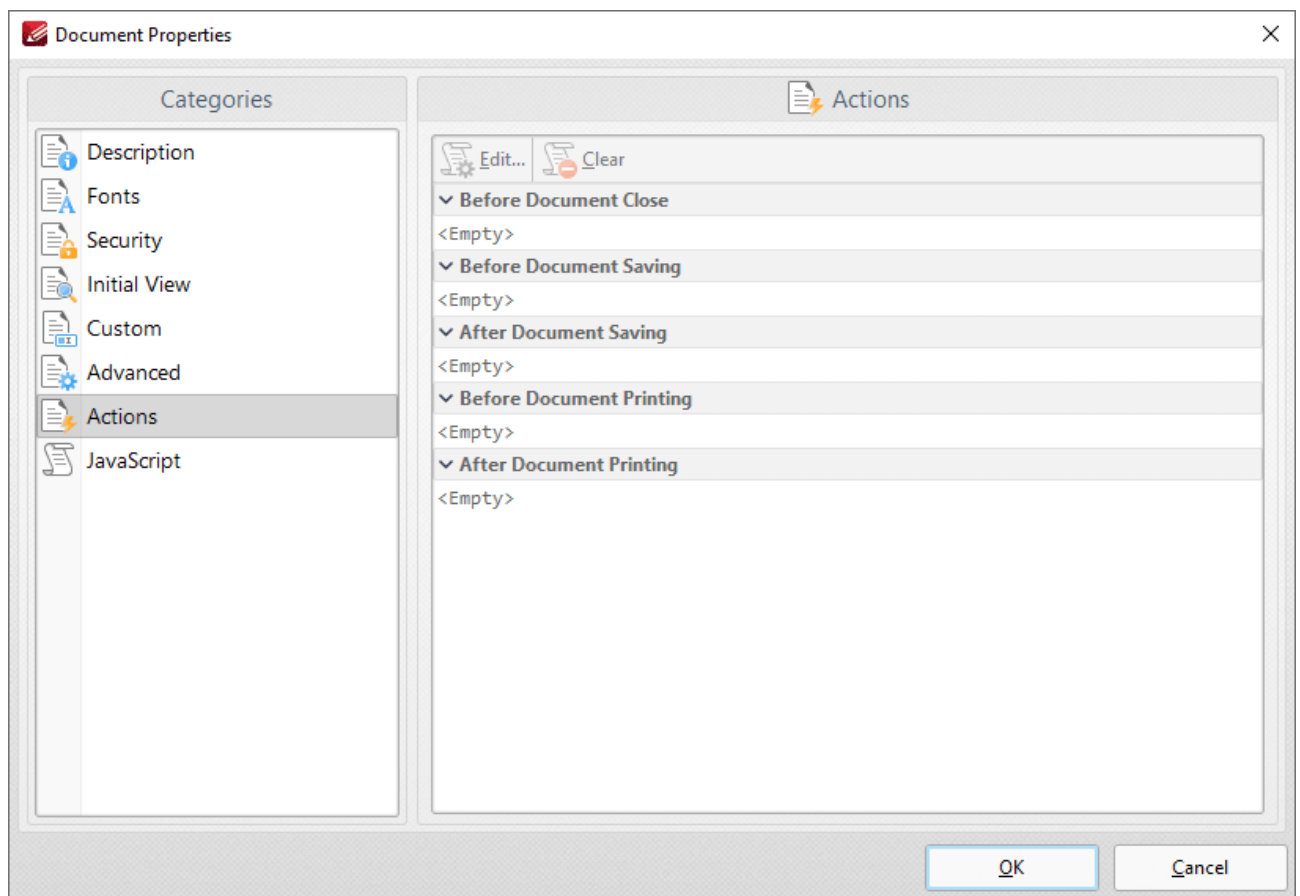 Document Properties
Categories
Description
Fonts
Security
Initial View
Custom
Advanced
Actions
JavaScript
Actions
Edit... Clear
Before Document Close
<Empty>
Before Document Saving
<Empty>
After Document Saving
<Empty>
Before Document Printing
<Empty>
After Document Printing
<Empty>
OK Cancel